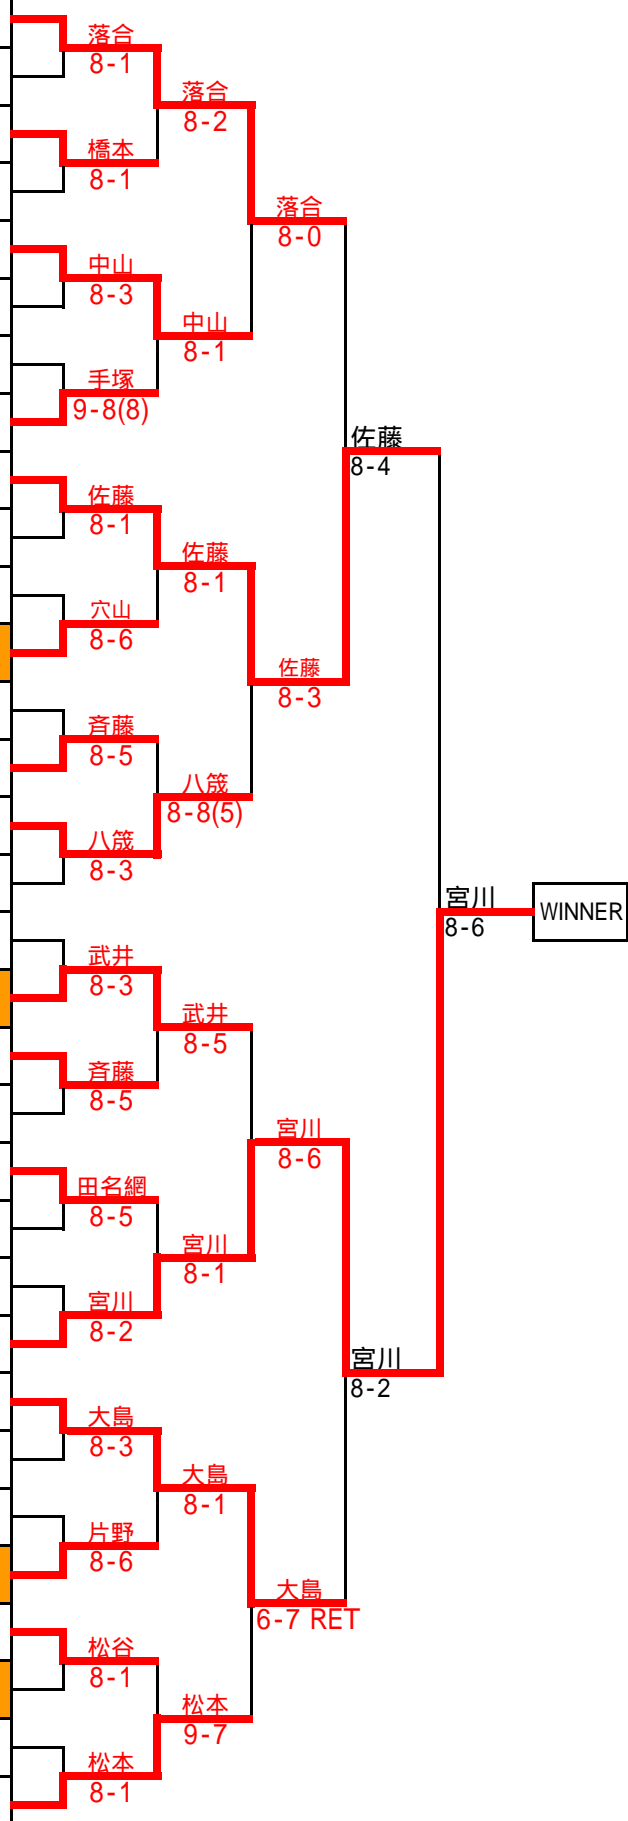 落合
8-1
落合
8-2
橋本
8-1
落合
8-0
中山
8-3
中山
8-1
手塚
9-8(8)
佐藤
8-4
佐藤
8-1
佐藤
8-1
穴山
8-6
佐藤
8-3
斉藤
8-5
八筬
8-8(5)
八筬
8-3
宮川
8-6
WINNER
武井
8-3
武井
8-5
斉藤
8-5
宮川
8-6
田名網
8-5
宮川
8-1
宮川
8-2
宮川
8-2
大島
8-3
大島
8-1
片野
8-6
大島
6-7 RET
松谷
8-1
松本
9-7
松本
8-1